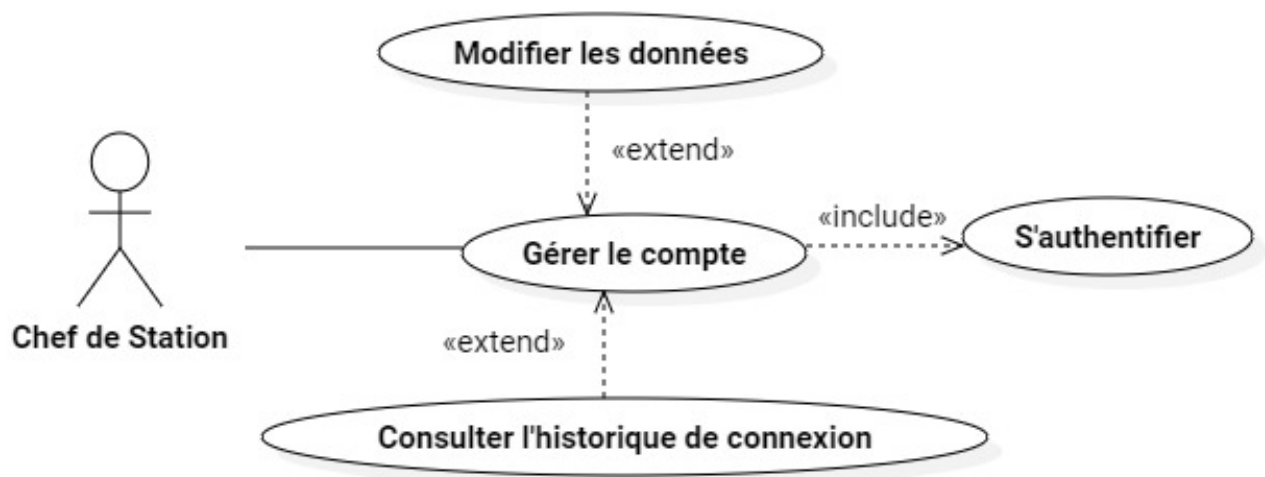 Modifier les données
«extend»
«include»
S'authentifier
Gérer le compte
Chef de Station
«extend»
Consulter l'historique de connexion